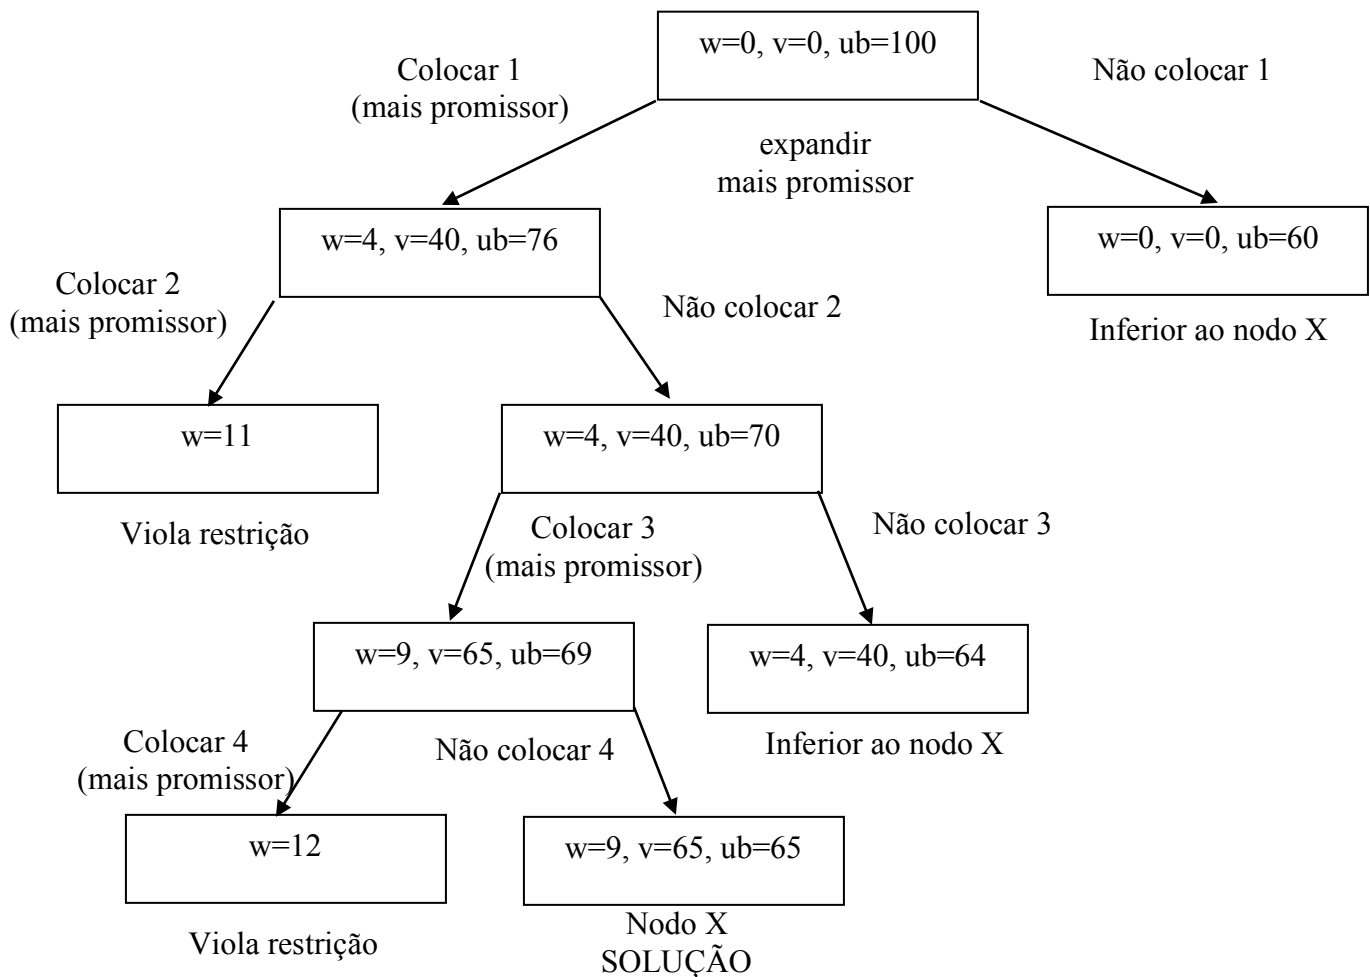 w=0, v=0, ub=100
Colocar 1
(mais promissor)
Não colocar 1
expandir
mais promissor
w=4, v=40, ub=76
w=0, v=0, ub=60
Colocar 2
(mais promissor)
Não colocar 2
Inferior ao nodo X
w=11
w=4, v=40, ub=70
Viola restrição
Colocar 3
(mais promissor)
Não colocar 3
w=9, v=65, ub=69
w=4, v=40, ub=64
Colocar 4
(mais promissor)
Não colocar 4
Inferior ao nodo X
w=12
w=9, v=65, ub=65
Viola restrição
Nodo X
SOLUÇÃO